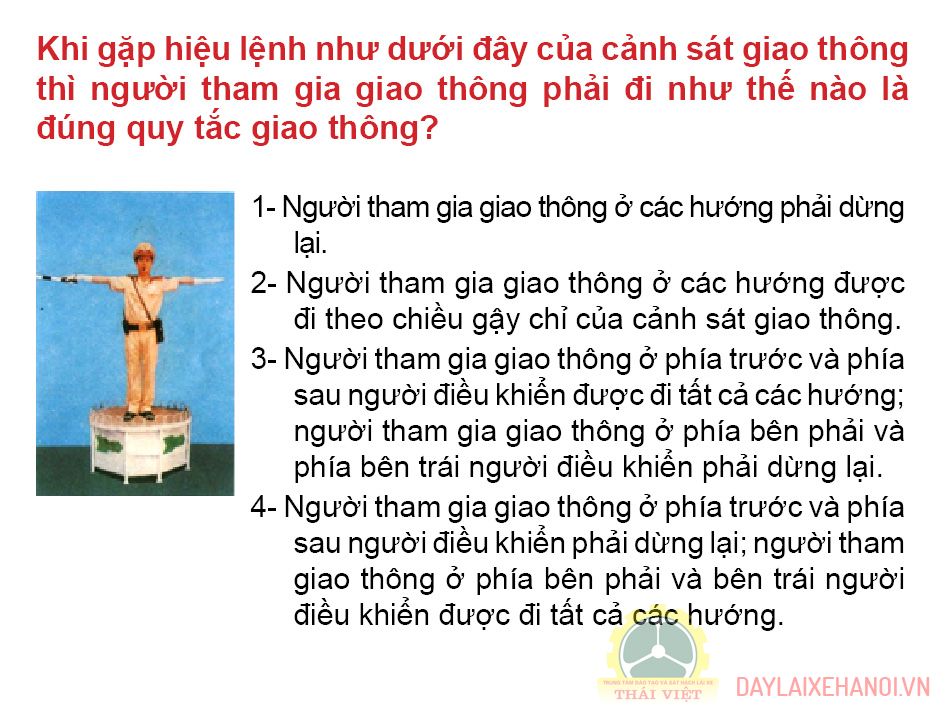 Khi gặp hiệu lệnh như dưới đây của cảnh sát giao thông
thì người tham gia giao thông phải đi như thế nào là
đúng quy tắc giao thông?
1- Người tham gia giao thông ở các hướng phải dừng
lại.
2- Người tham gia giao thông ở các hướng được
đi theo chiều gậy chỉ của cảnh sát giao thông.
3- Người tham gia giao thông ở phía trước và phía
sau người điều khiển được đi tất cả các hướng;
người tham gia giao thông ở phía bên phải và
phía bên trái người điều khiển phải dừng lại.
4- Người tham gia giao thông ở phía trước và phía
sau người điều khiển phải dừng lại; người tham
giao thông ở phía bên phải và bên trái người
điều khiển được đi tất cả các hướng.
TRUNG TÂM ĐÀO TẠO VÀ SÁT HẠCH LÁI XE
THÁI VIỆT
DAYLAIXEHANOI.VN